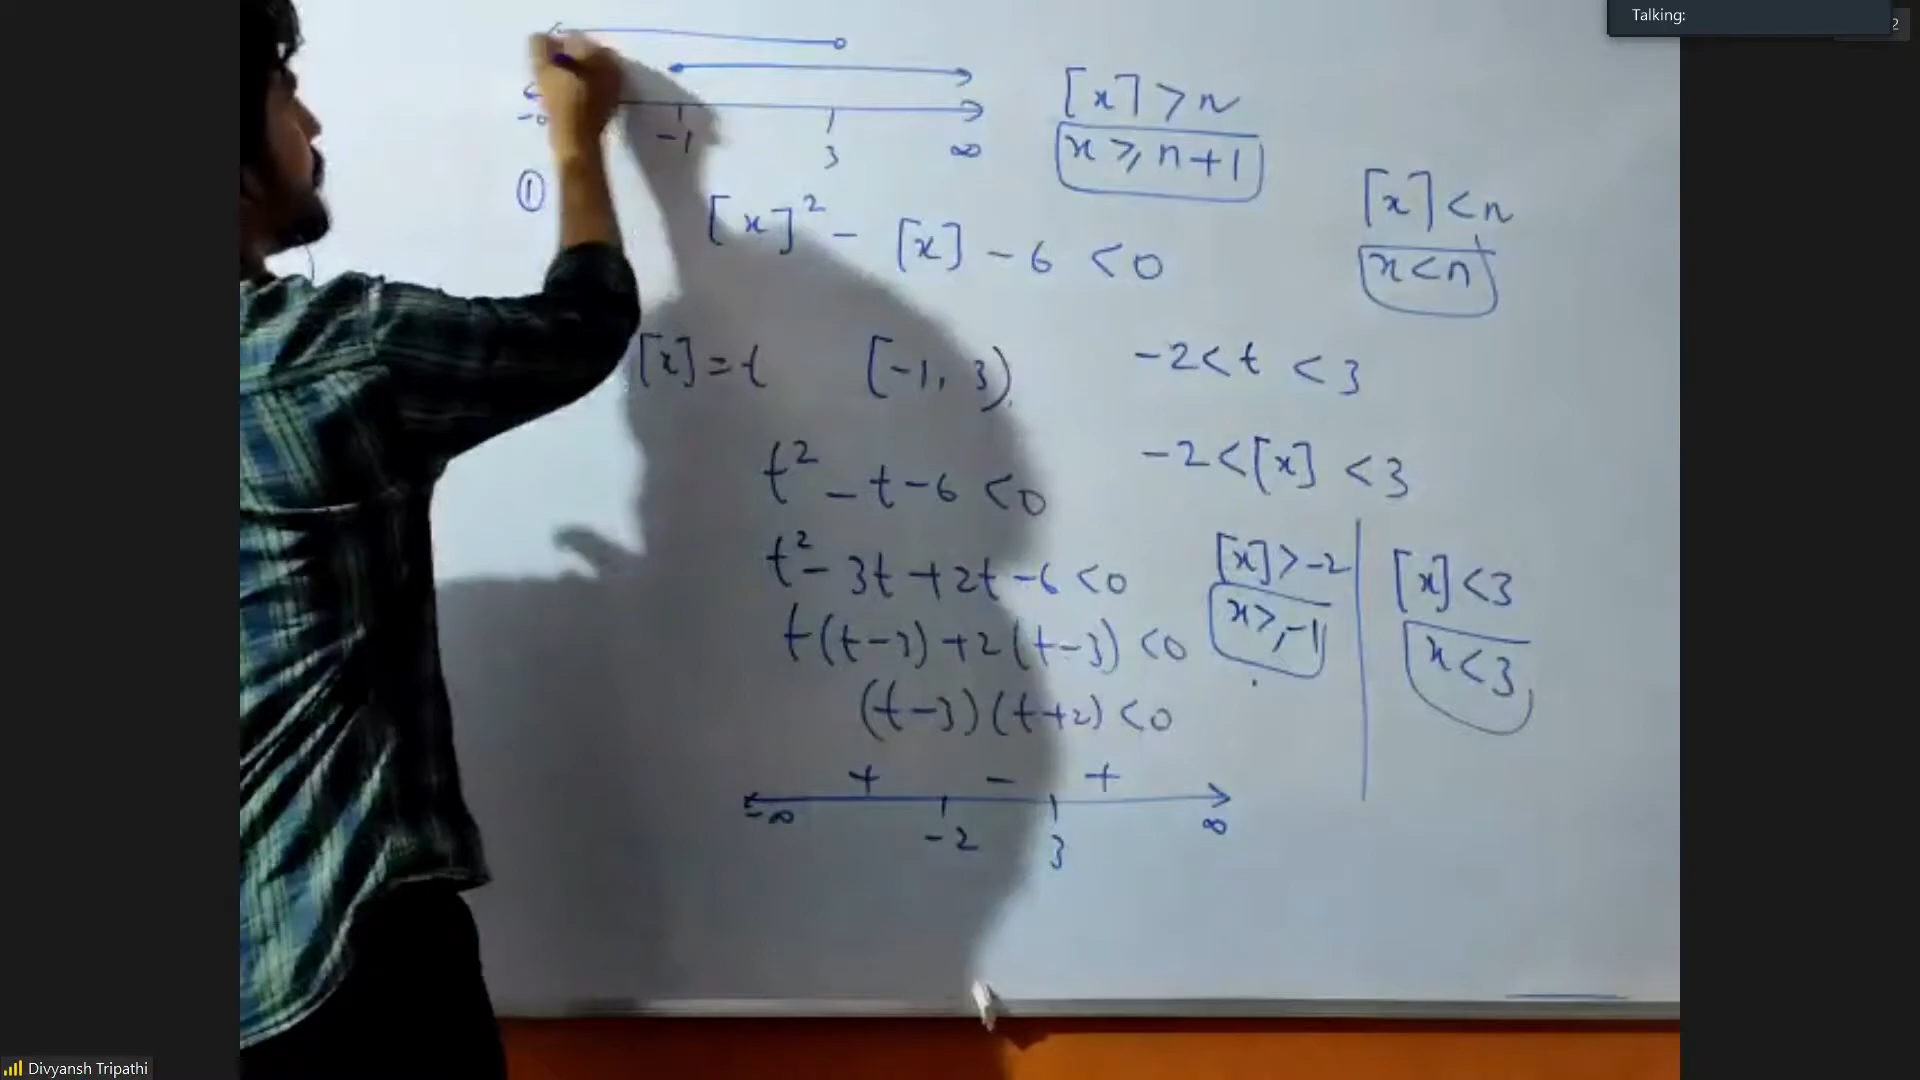 Talking:
2
-1
3
∞
[x] > n
x ≥ n+1
[x] < n
x < n
①
[x]² - [x] - 6 < 0
[x] = t
[-1, 3)
-2 < t < 3
t² - t - 6 < 0
-2 < [x] < 3
t² - 3t + 2t - 6 < 0
[x] > -2
[x] < 3
x ≥ -1
x < 3
t(t-3) + 2(t-3) < 0
(t-3)(t+2) < 0
+ - +
-∞ -2 3 ∞
Divyansh Tripathi